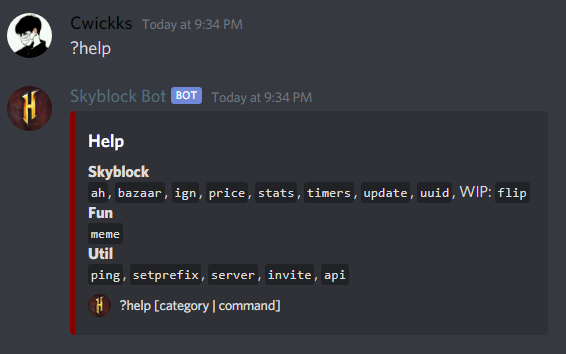 Cwickks Today at 9:34 PM
?help
Skyblock Bot BOT Today at 9:34 PM
Help
Skyblock
ah, bazaar, ign, price, stats, timers, update, uuid, WIP: flip
Fun
meme
Util
ping, setprefix, server, invite, api
H ?help [category | command]